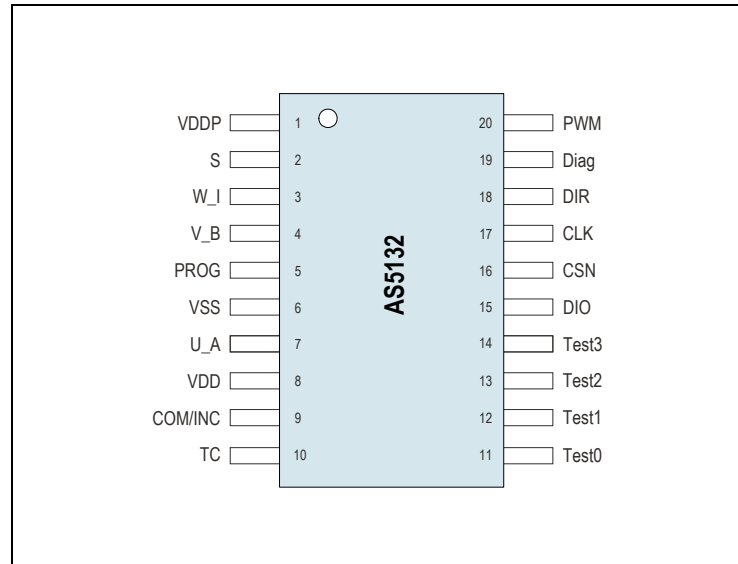 VDDP 1 20 PWM
S 2 19 Diag
W_I 3 18 DIR
V_B 4 17 CLK
PROG 5 16 CSN
VSS 6 15 DIO
U_A 7 14 Test3
VDD 8 13 Test2
COM/INC 9 12 Test1
TC 10 11 Test0
AS5132